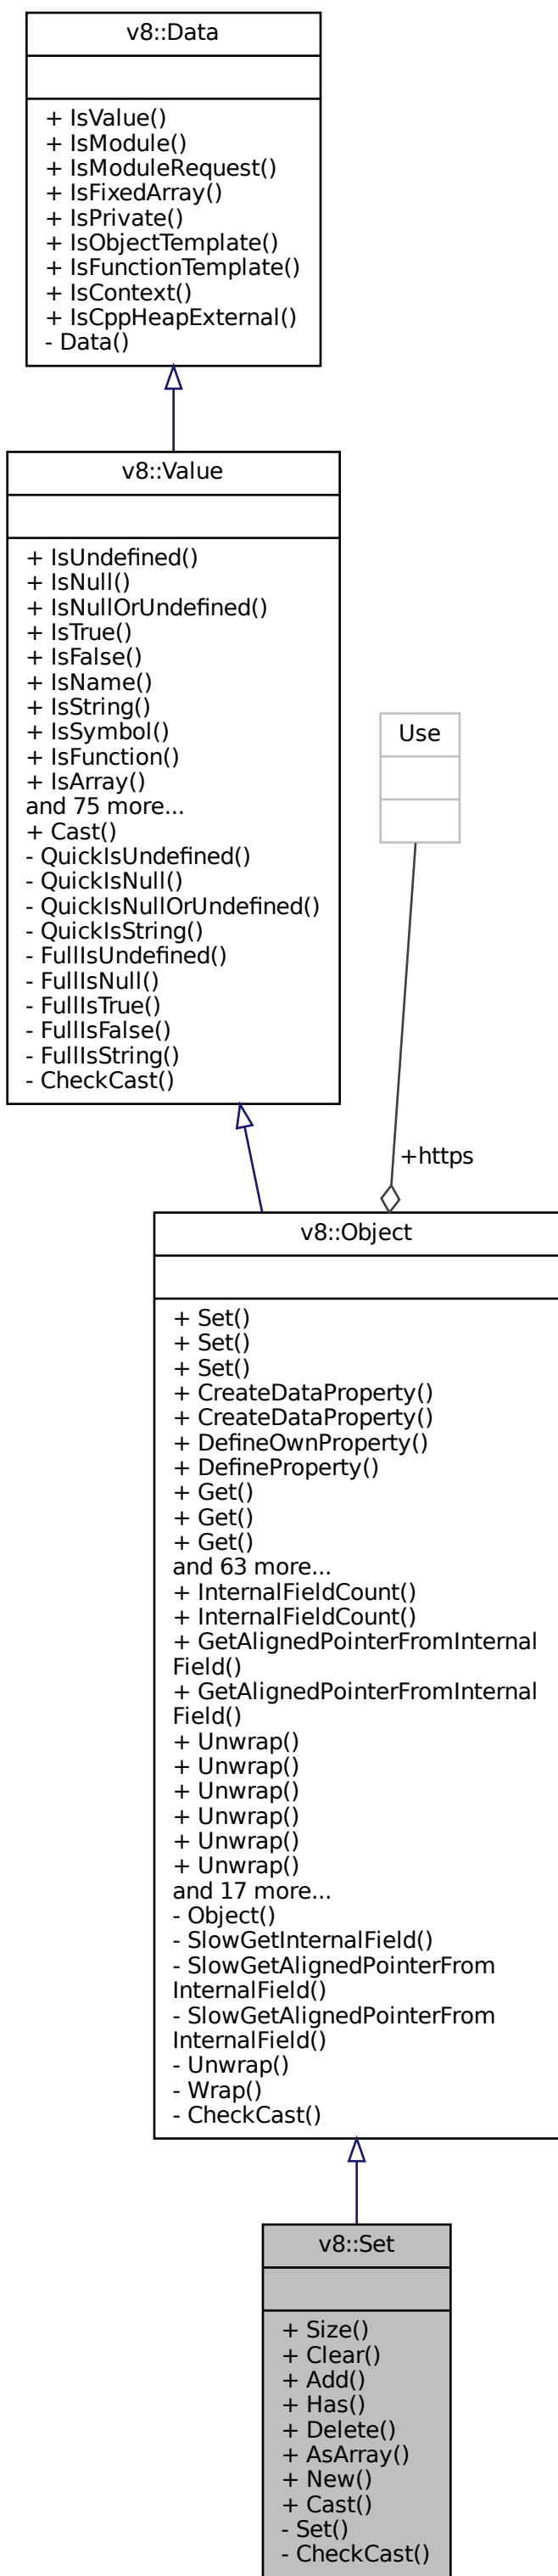 v8::Data
+ IsValue()
+ IsModule()
+ IsModuleRequest()
+ IsFixedArray()
+ IsPrivate()
+ IsObjectTemplate()
+ IsFunctionTemplate()
+ IsContext()
+ IsCppHeapExternal()
- Data()
v8::Value
+ IsUndefined()
+ IsNull()
+ IsNullOrUndefined()
+ IsTrue()
+ IsFalse()
+ IsName()
+ IsString()
+ IsSymbol()
+ IsFunction()
+ IsArray()
and 75 more...
+ Cast()
- QuickIsUndefined()
- QuickIsNull()
- QuickIsNullOrUndefined()
- QuickIsString()
- FullIsUndefined()
- FullIsNull()
- FullIsTrue()
- FullIsFalse()
- FullIsString()
- CheckCast()
Use
+https
v8::Object
+ Set()
+ Set()
+ Set()
+ CreateDataProperty()
+ CreateDataProperty()
+ DefineOwnProperty()
+ DefineProperty()
+ Get()
+ Get()
+ Get()
and 63 more...
+ InternalFieldCount()
+ InternalFieldCount()
+ GetAlignedPointerFromInternal
Field()
+ GetAlignedPointerFromInternal
Field()
+ Unwrap()
+ Unwrap()
+ Unwrap()
+ Unwrap()
+ Unwrap()
+ Unwrap()
and 17 more...
- Object()
- SlowGetInternalField()
- SlowGetAlignedPointerFrom
InternalField()
- SlowGetAlignedPointerFrom
InternalField()
- Unwrap()
- Wrap()
- CheckCast()
v8::Set
+ Size()
+ Clear()
+ Add()
+ Has()
+ Delete()
+ AsArray()
+ New()
+ Cast()
- Set()
- CheckCast()